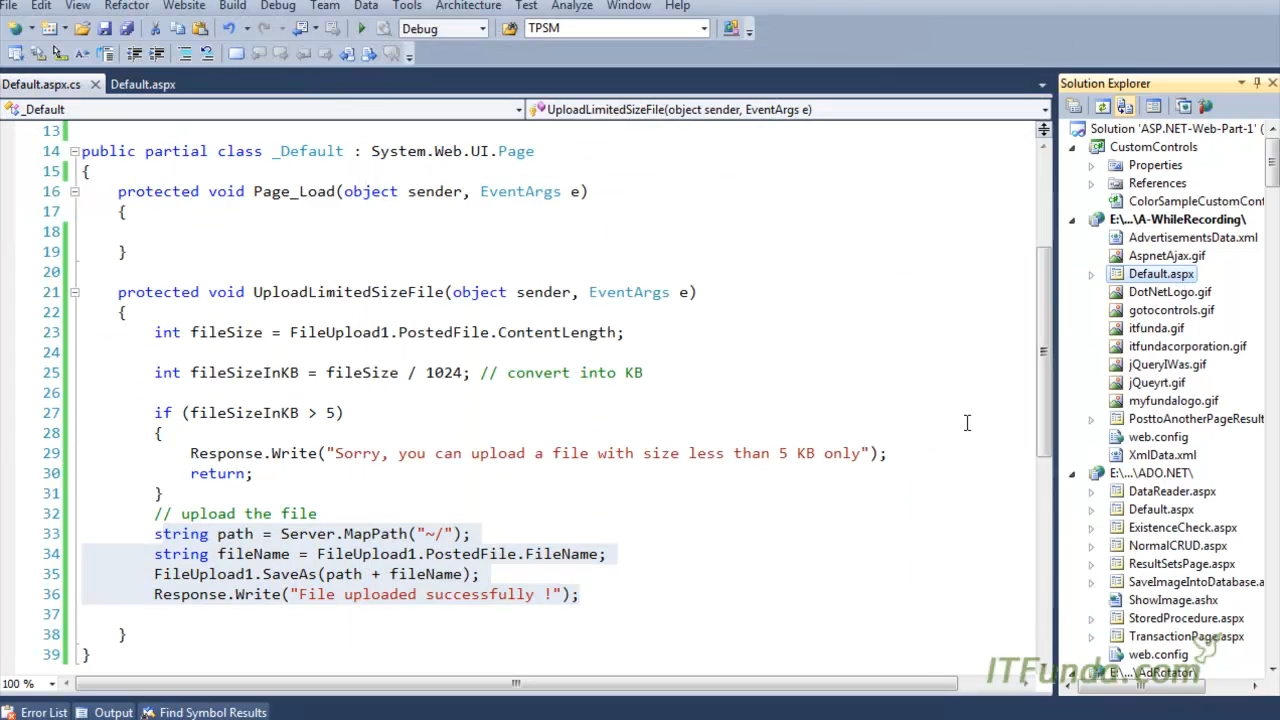 File Edit View Refactor Website Build Debug Team Data Tools Architecture Test Analyze Window Help
Debug TPSM
Default.aspx.cs Default.aspx
_Default UploadLimitedSizeFile(object sender, EventArgs e)
13
14 public partial class _Default : System.Web.UI.Page
15 {
16 protected void Page_Load(object sender, EventArgs e)
17 {
18
19 }
20
21 protected void UploadLimitedSizeFile(object sender, EventArgs e)
22 {
23 int fileSize = FileUpload1.PostedFile.ContentLength;
24
25 int fileSizeInKB = fileSize / 1024; // convert into KB
26
27 if (fileSizeInKB > 5)
28 {
29 Response.Write("Sorry, you can upload a file with size less than 5 KB only");
30 return;
31 }
32 // upload the file
33 string path = Server.MapPath("~/");
34 string fileName = FileUpload1.PostedFile.FileName;
35 FileUpload1.SaveAs(path + fileName);
36 Response.Write("File uploaded successfully !");
37
38 }
39 }
100 %
Error List Output Find Symbol Results
Solution Explorer
Solution 'ASP.NET-Web-Part-1' (
CustomControls
Properties
References
ColorSampleCustomCont
E:\...\A-WhileRecording\
AdvertisementsData.xml
AspnetAjax.gif
Default.aspx
DotNetLogo.gif
gotocontrols.gif
itfunda.gif
itfundacorporation.gif
jQueryIWas.gif
jQueyrt.gif
myfundalogo.gif
PosttoAnotherPageResult
web.config
XmlData.xml
E:\...\ADO.NET\
DataReader.aspx
Default.aspx
ExistenceCheck.aspx
NormalCRUD.aspx
ResultSetsPage.aspx
SaveImageIntoDatabase.a
ShowImage.ashx
StoredProcedure.aspx
TransactionPage.aspx
web.config
E:\...\AdRotator\
ITFunda.com